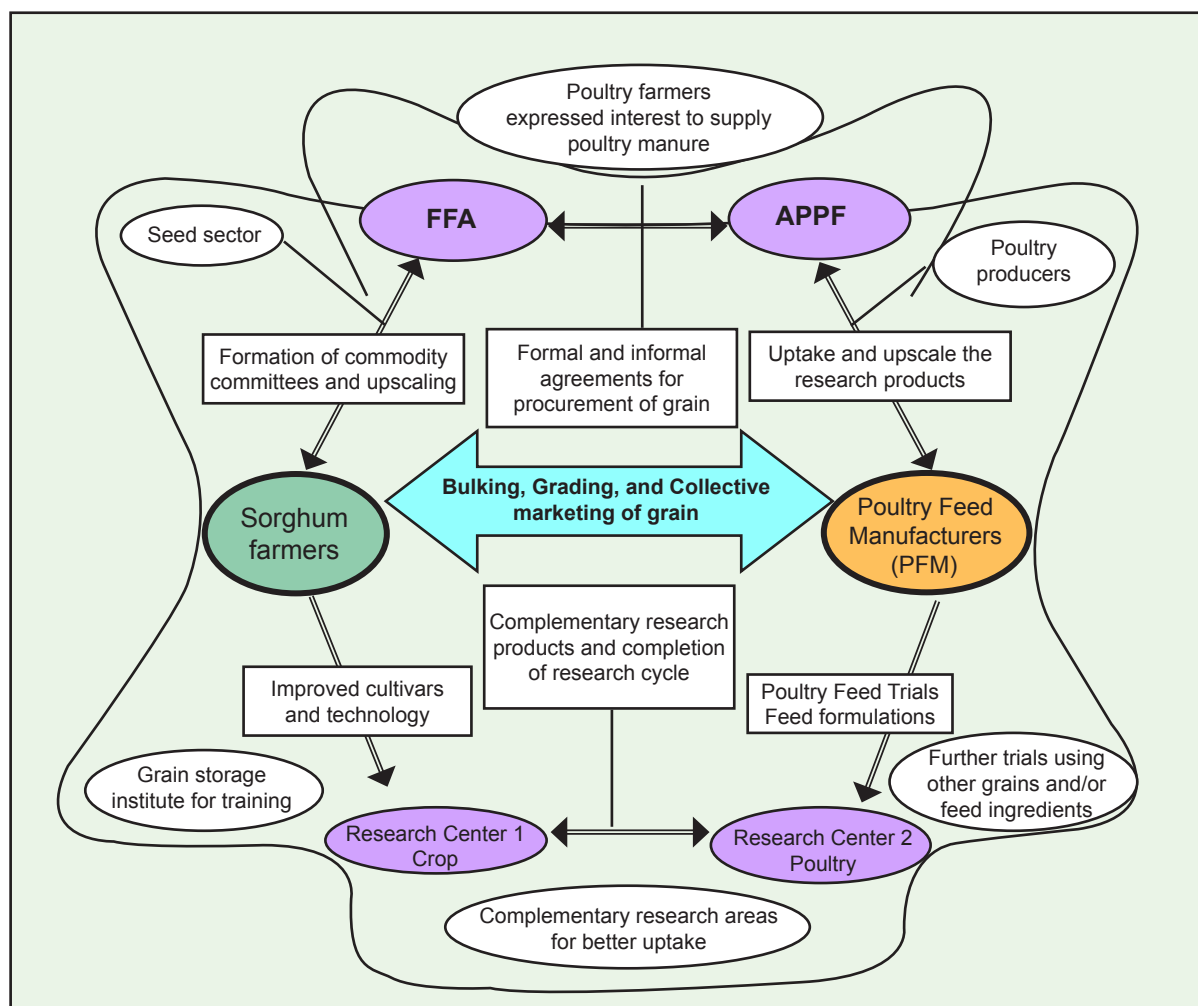 Poultry farmers
expressed interest to supply
poultry manure
FFA
APPF
Seed sector
Poultry
producers
Formation of commodity
committees and upscaling
Formal and informal
agreements for
procurement of grain
Uptake and upscale the
research products
Bulking, Grading, and Collective
marketing of grain
Sorghum
farmers
Poultry Feed
Manufacturers
(PFM)
Complementary research
products and completion
of research cycle
Improved cultivars
and technology
Poultry Feed Trials
Feed formulations
Grain storage
institute for training
Further trials using
other grains and/or
feed ingredients
Research Center 1
Crop
Research Center 2
Poultry
Complementary research areas
for better uptake